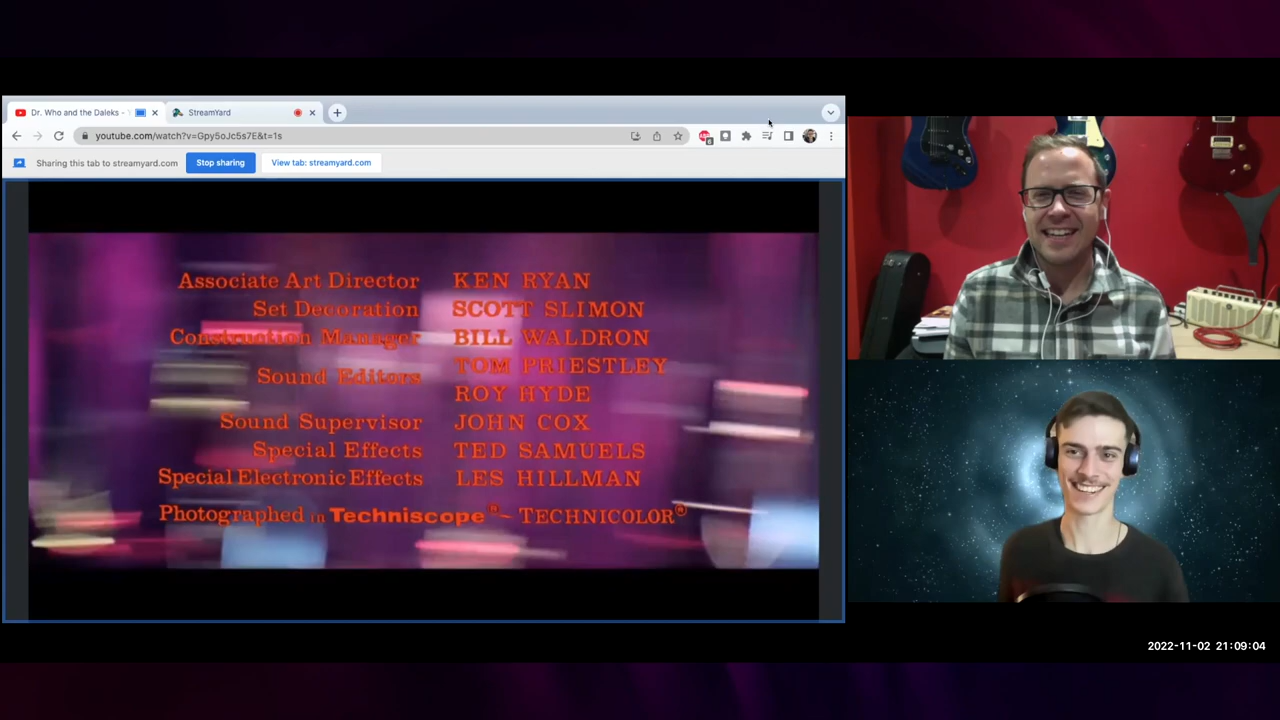 Dr. Who and the Daleks -
StreamYard
youtube.com/watch?v=Gpy5oJc5s7E&t=1s
Sharing this tab to streamyard.com
Stop sharing
View tab: streamyard.com
Associate Art Director KEN RYAN
Set Decoration SCOTT SLIMON
Construction Manager BILL WALDRON
Sound Editors TOM PRIESTLEY
ROY HYDE
Sound Supervisor JOHN COX
Special Effects TED SAMUELS
Special Electronic Effects LES HILLMAN
Photographed in Techniscope® - TECHNICOLOR®
2022-11-02 21:09:04